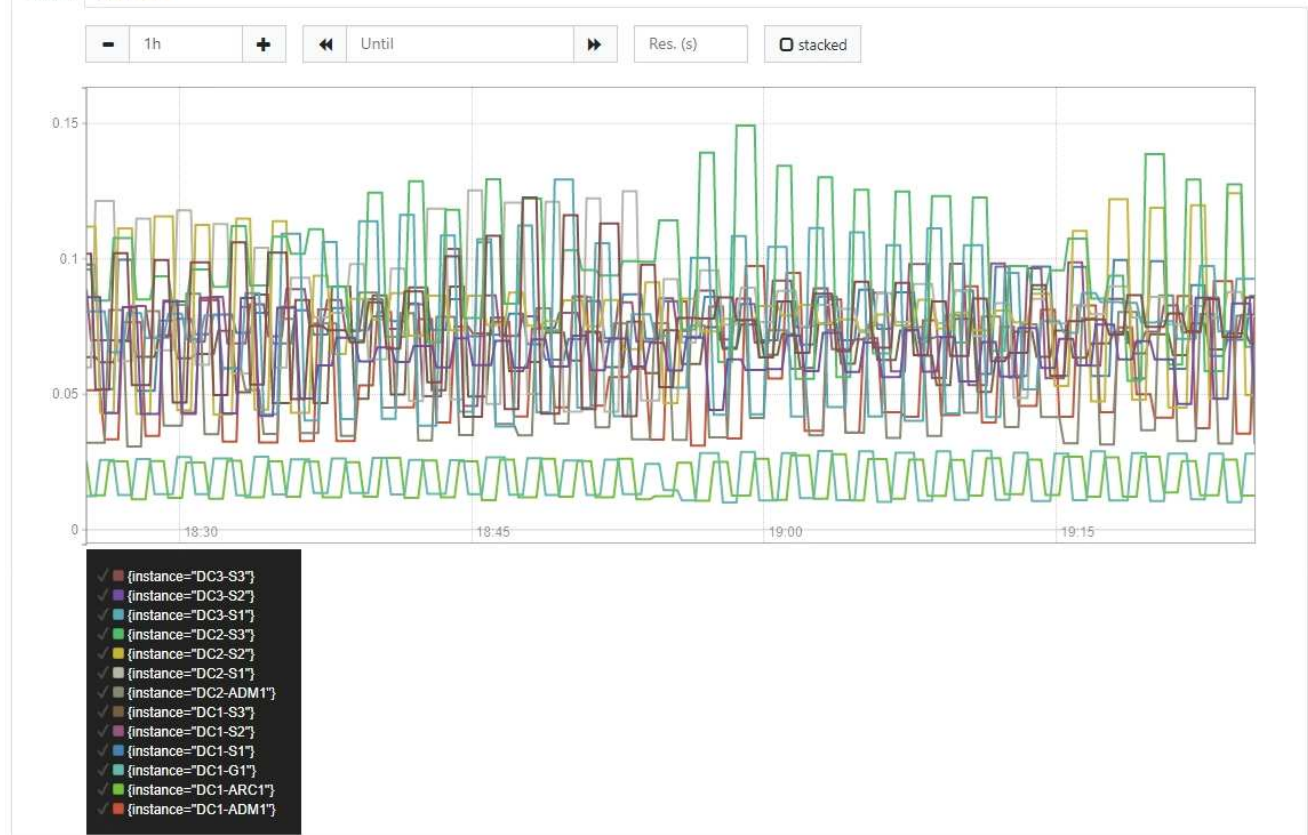 1h Until Res. (s) stacked
0.15
0.1
0.05
0
18:30 18:45 19:00 19:15
{instance="DC3-S3"}
{instance="DC3-S2"}
{instance="DC3-S1"}
{instance="DC2-S3"}
{instance="DC2-S2"}
{instance="DC2-S1"}
{instance="DC2-ADM1"}
{instance="DC1-S3"}
{instance="DC1-S2"}
{instance="DC1-S1"}
{instance="DC1-G1"}
{instance="DC1-ARC1"}
{instance="DC1-ADM1"}